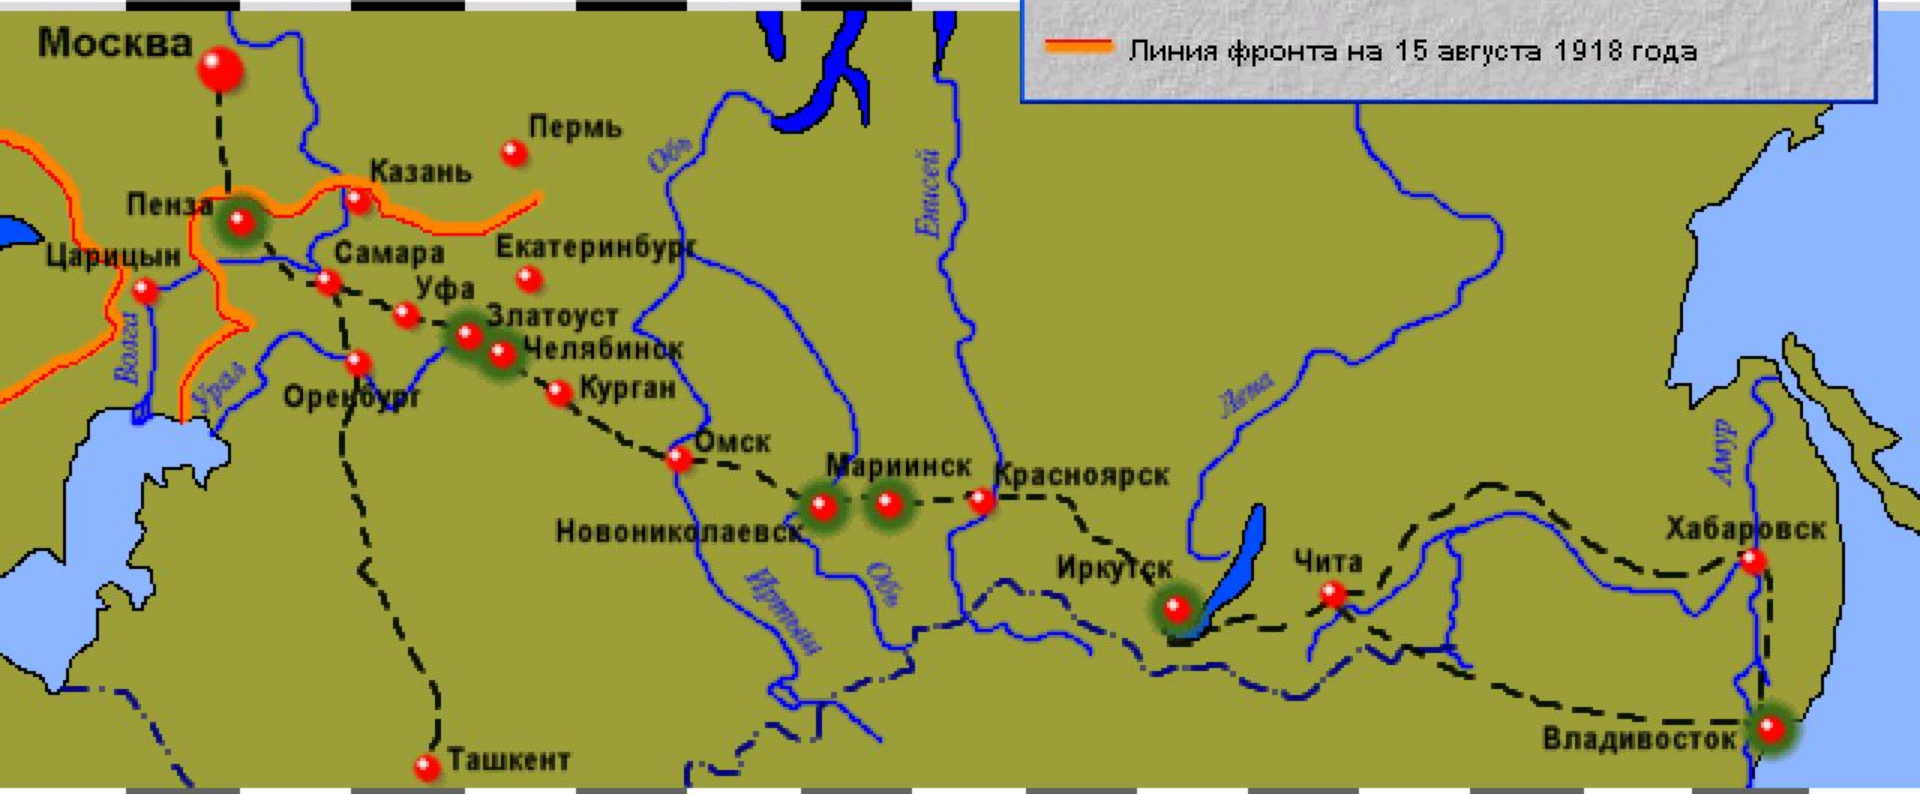 Москва
Линия фронта на 15 августа 1918 года
Пермь
Обь
Казань
Енисей
Пенза
Царицын
Самара
Екатеринбург
Уфа
Златоуст
Волга
Челябинск
Урал
Оренбург
Курган
Лена
Омск
Амур
Мариинск
Красноярск
Новониколаевск
Хабаровск
Обь
Иркутск
Чита
Иртыш
Владивосток
Ташкент